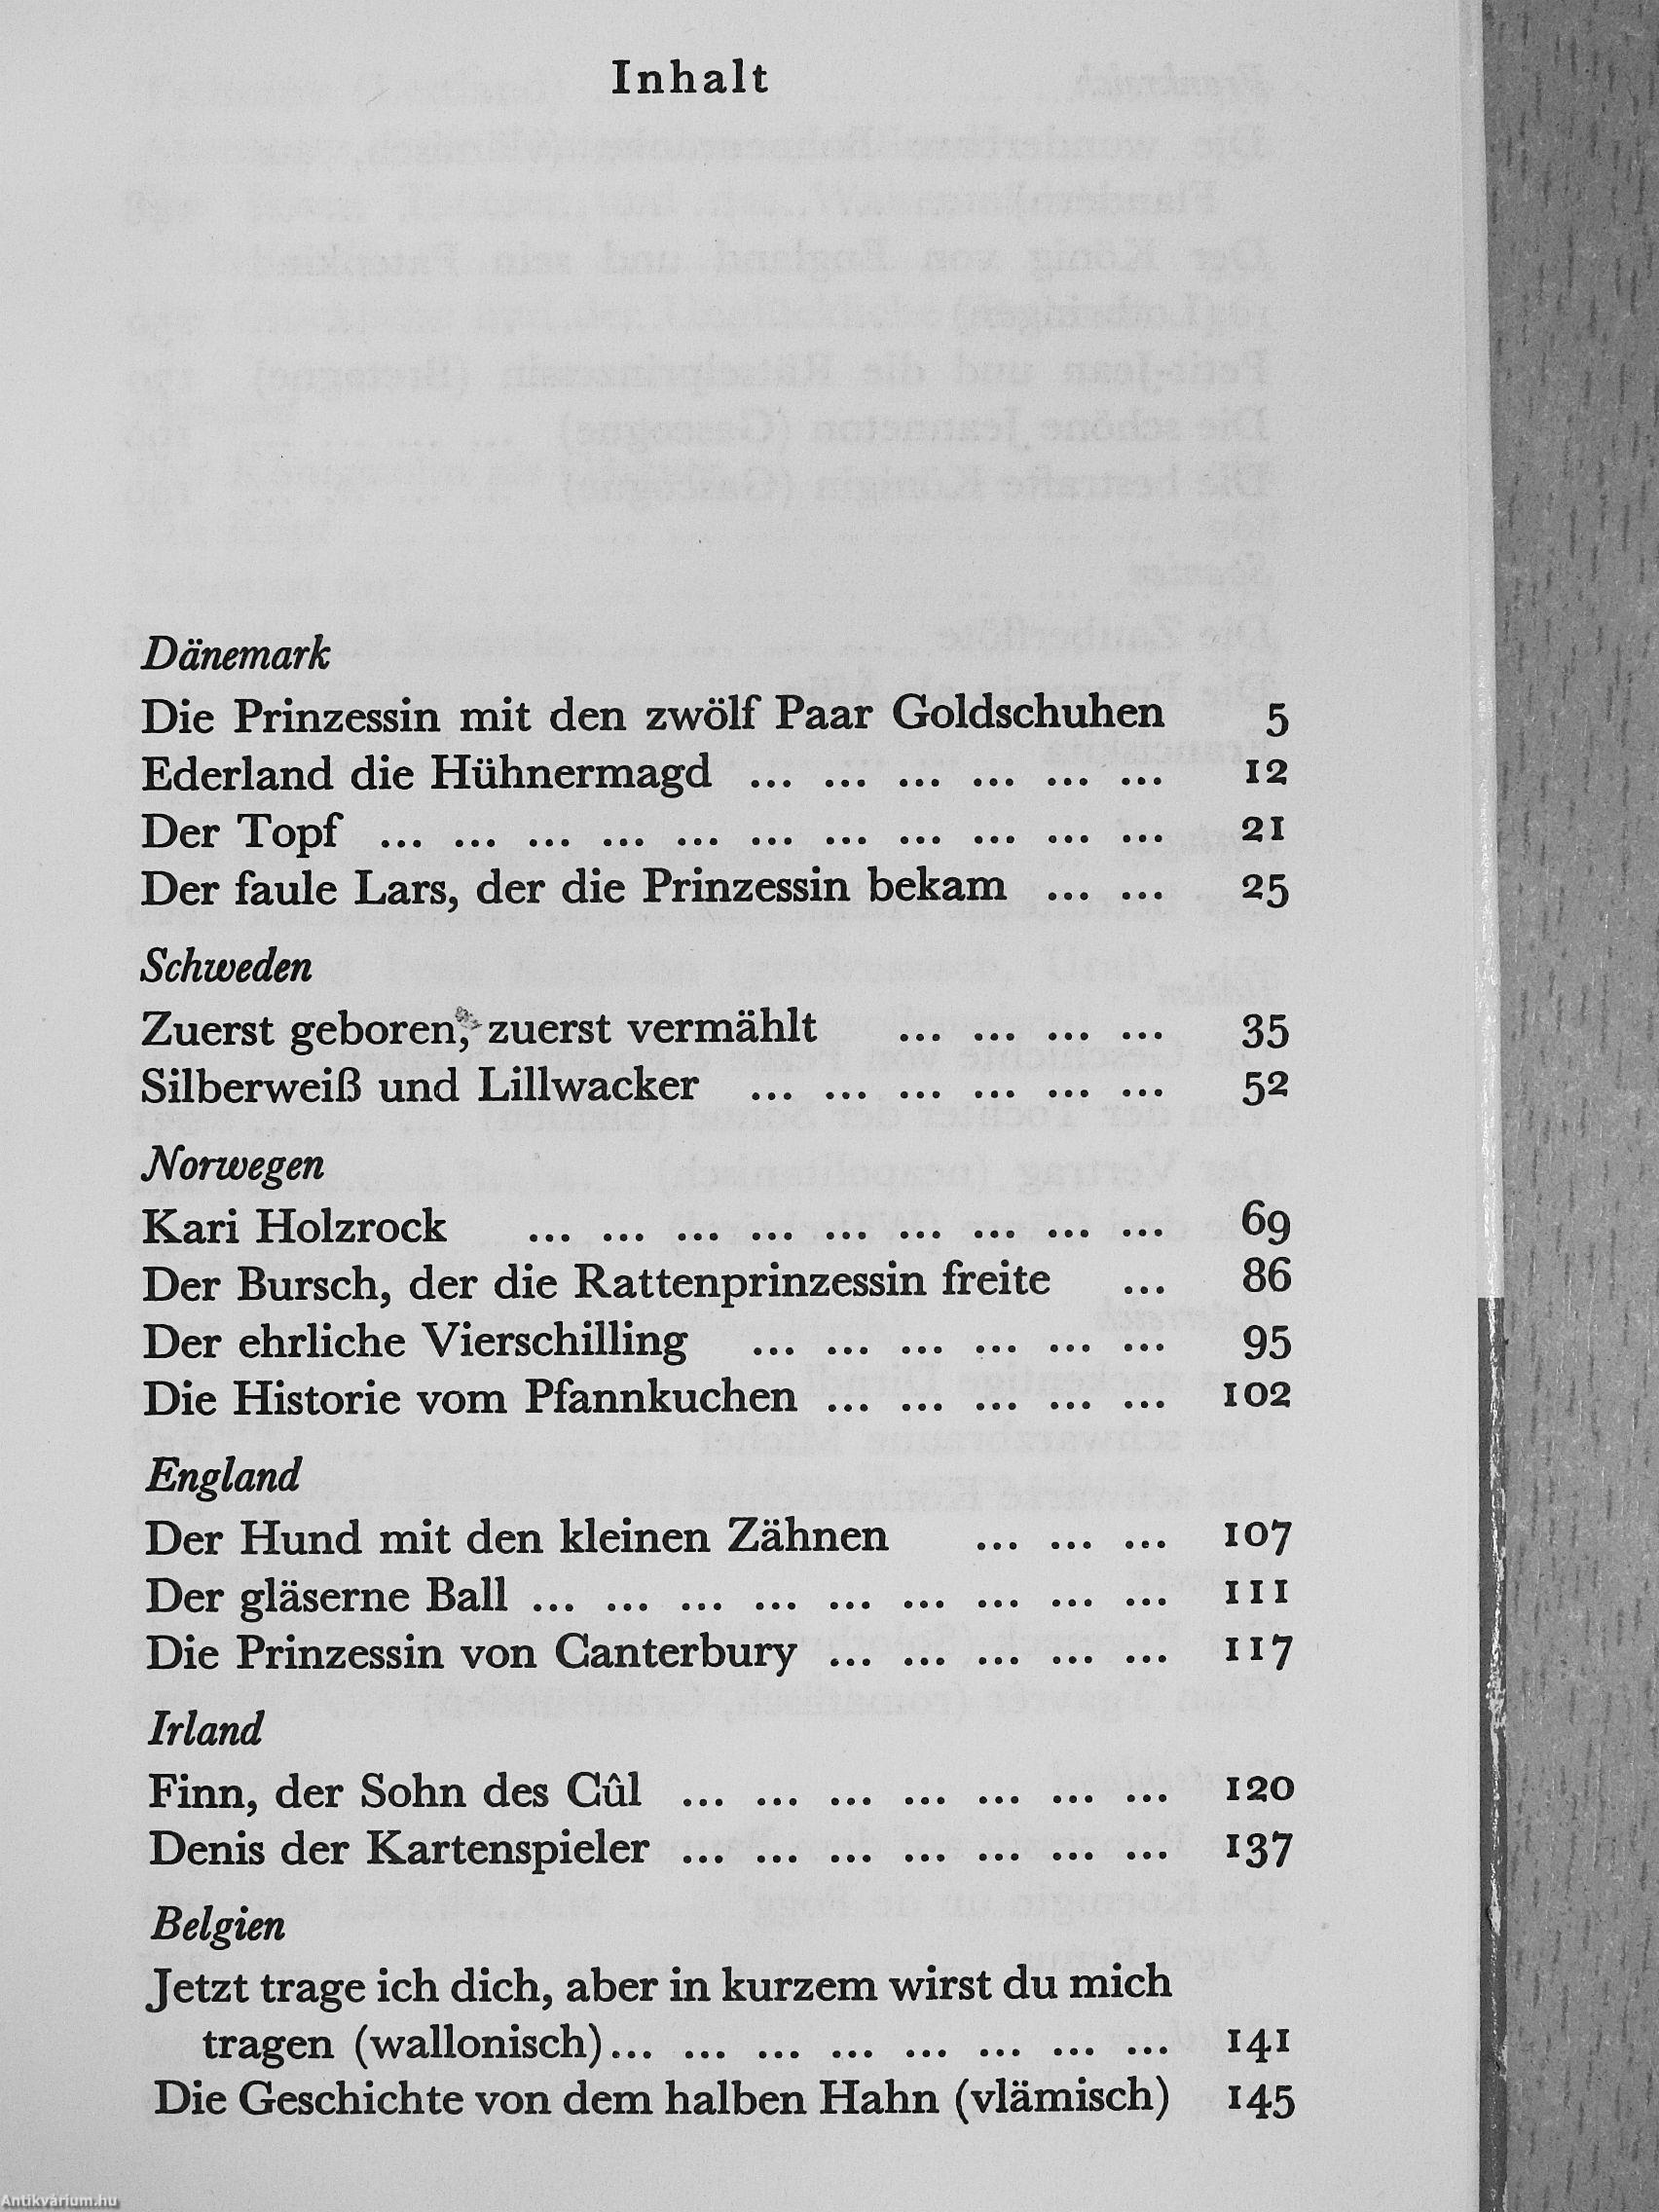 Inhalt
Dänemark
Die Prinzessin mit den zwölf Paar Goldschuhen 5
Ederland die Hühnermagd ... ... ... ... ... ... 12
Der Topf ... ... ... ... ... ... ... ... ... ... ... 21
Der faule Lars, der die Prinzessin bekam ... ... 25
Schweden
Zuerst geboren, zuerst vermählt ... ... ... ... 35
Silberweiß und Lillwacker ... ... ... ... ... ... 52
Norwegen
Kari Holzrock ... ... ... ... ... ... ... ... ... 69
Der Bursch, der die Rattenprinzessin freite ... 86
Der ehrliche Vierschilling ... ... ... ... ... ... 95
Die Historie vom Pfannkuchen ... ... ... ... ... 102
England
Der Hund mit den kleinen Zähnen ... ... ... 107
Der gläserne Ball ... ... ... ... ... ... ... ... ... 111
Die Prinzessin von Canterbury ... ... ... ... ... 117
Irland
Finn, der Sohn des Cûl ... ... ... ... ... ... ... 120
Denis der Kartenspieler ... ... ... ... ... ... ... 137
Belgien
Jetzt trage ich dich, aber in kurzem wirst du mich
tragen (wallonisch)... ... ... ... ... ... ... ... 141
Die Geschichte von dem halben Hahn (vlämisch) 145
Antikvárium.hu